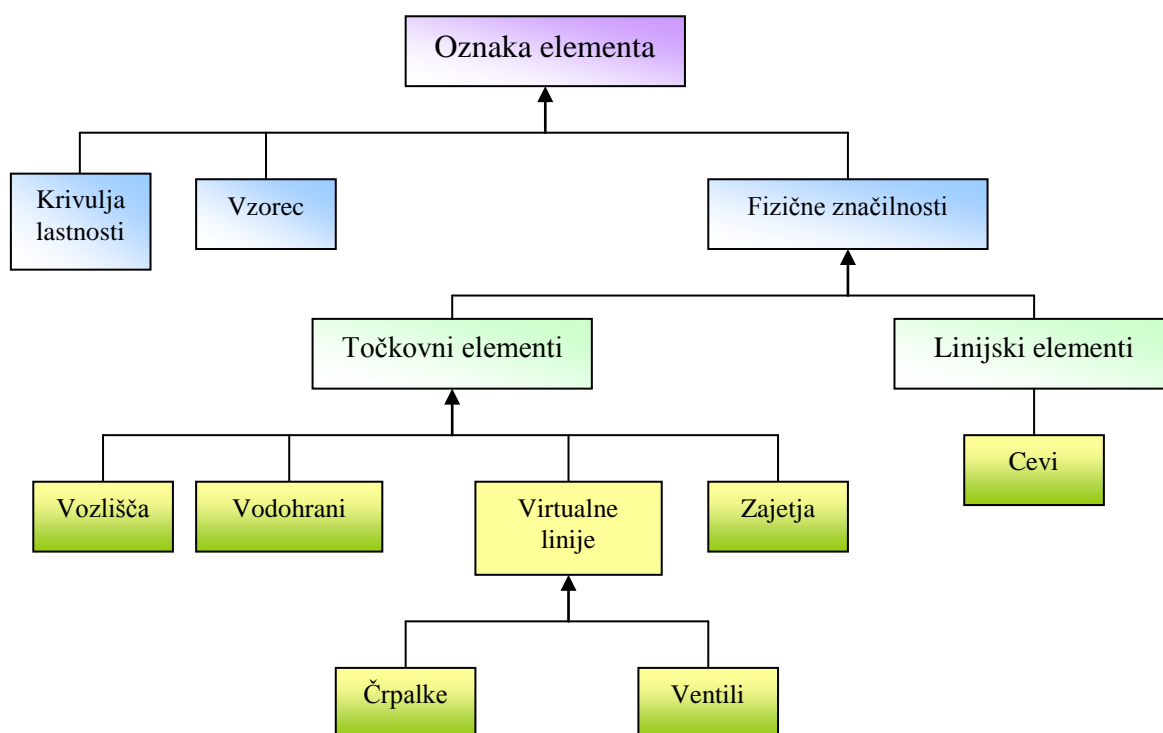 Oznaka elementa
Krivulja
lastnosti
Vzorec
Fizične značilnosti
Točkovni elementi
Linijski elementi
Vozlišča
Vodohrani
Virtualne
linije
Zajetja
Cevi
Črpalke
Ventili